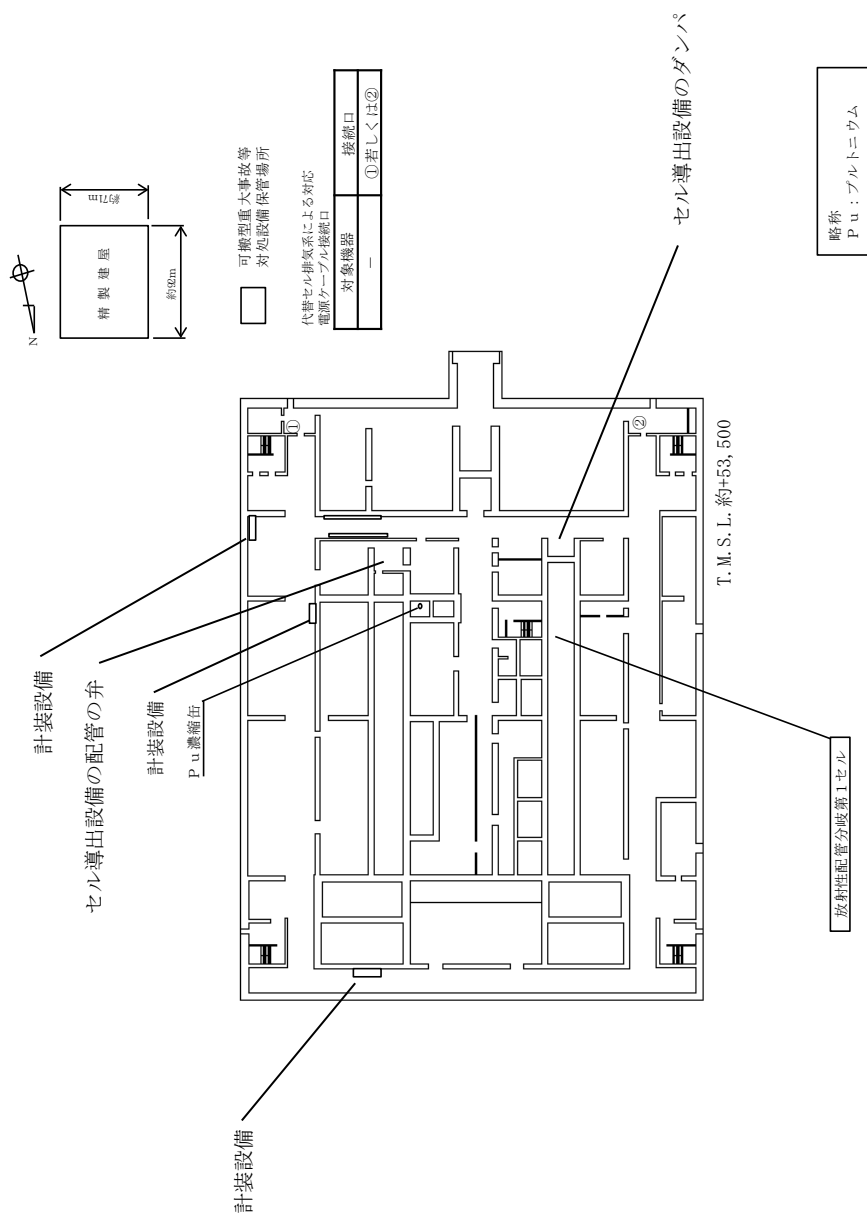 N
精製建屋
約71m
約92m
可搬型重大事故等
対処設備保管場所
代替セル排気系による対応
電源ケーブル接続口
対象機器 接続口
－ ①若しくは②
計装設備
セル導出設備の配管の弁
計装設備
Ｐｕ濃縮缶
計装設備
①
②
セル導出設備のダンパ
放射性配管分岐第１セル
T.M.S.L.約+53,500
略称
Ｐｕ：プルトニウム